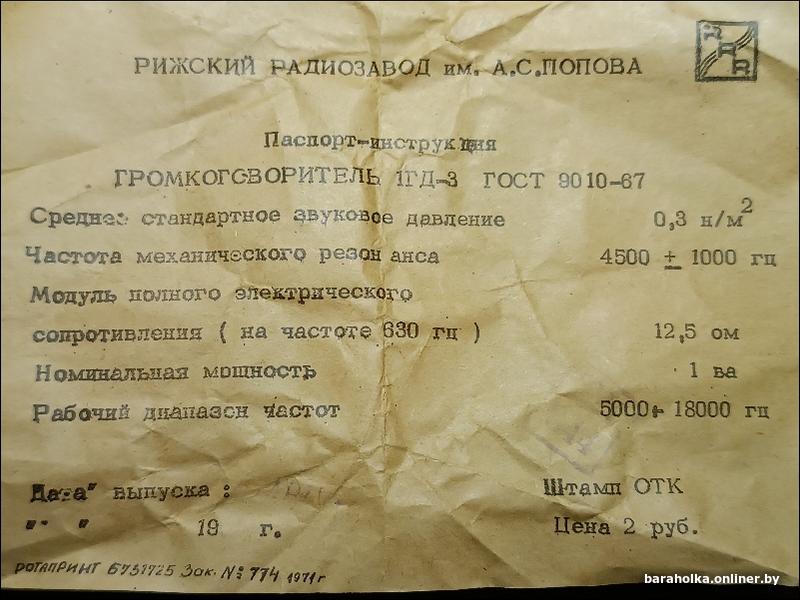 РИЖСКИЙ РАДИОЗАВОД им. А.С.ПОПОВА
RRR
Паспорт-инструкция
ГРОМКОГОВОРИТЕЛЬ 1ГД-3 ГОСТ 9010-67
Среднее стандартное звуковое давление 0,3 н/м²
Частота механического резонанса 4500 ± 1000 гц
Модуль полного электрического
сопротивления ( на частоте 630 гц ) 12,5 ом
Номинальная мощность 1 ва
Рабочий диапазон частот 5000÷ 18000 гц
Дата выпуска : Штамп ОТК
" " 19 г. Цена 2 руб.
РОТАПРИНТ 6731725 Зак. № 774 1971г
baraholka.onliner.by